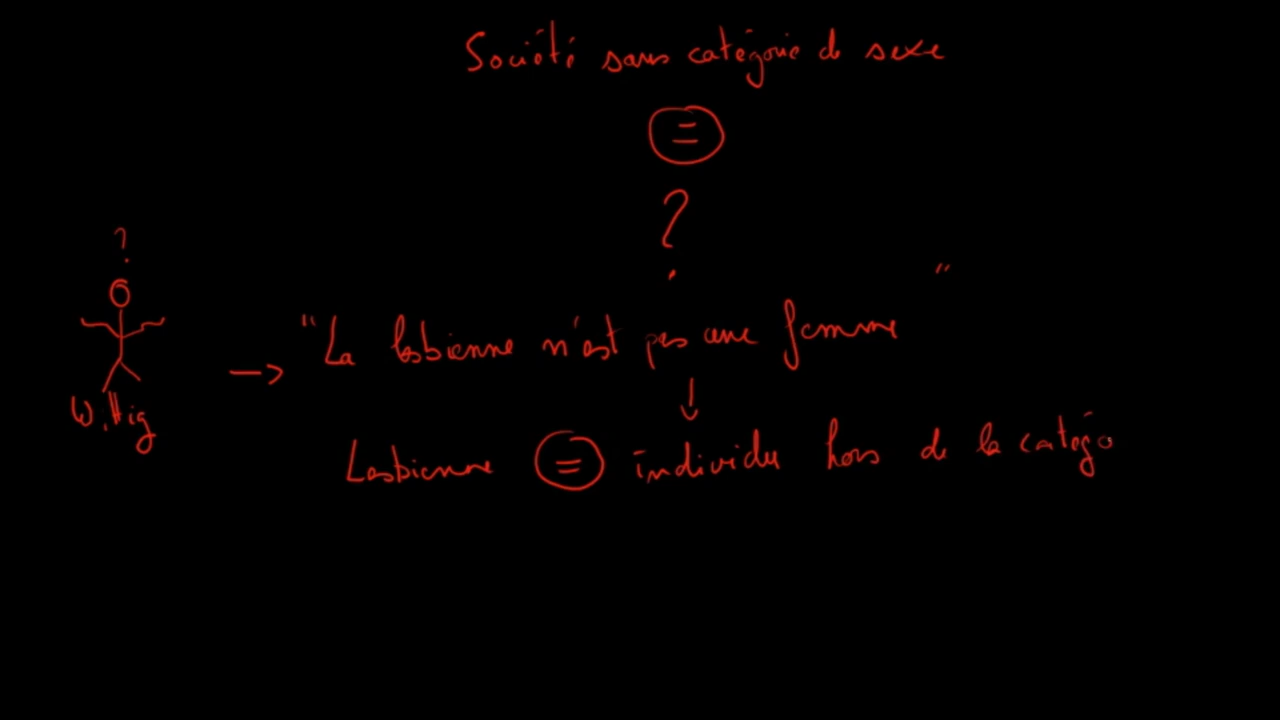 Société sans catégorie de sexe
=
?
?
Wittig
→ "La lesbienne n'est pas une femme"
↓
Lesbienne = individu hors de la catégo